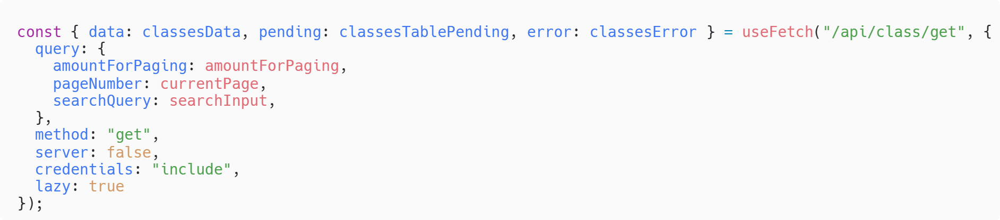 const { data: classesData, pending: classesTablePending, error: classesError } = useFetch("/api/class/get", {
  query: {
    amountForPaging: amountForPaging,
    pageNumber: currentPage,
    searchQuery: searchInput,
  },
  method: "get",
  server: false,
  credentials: "include",
  lazy: true
});